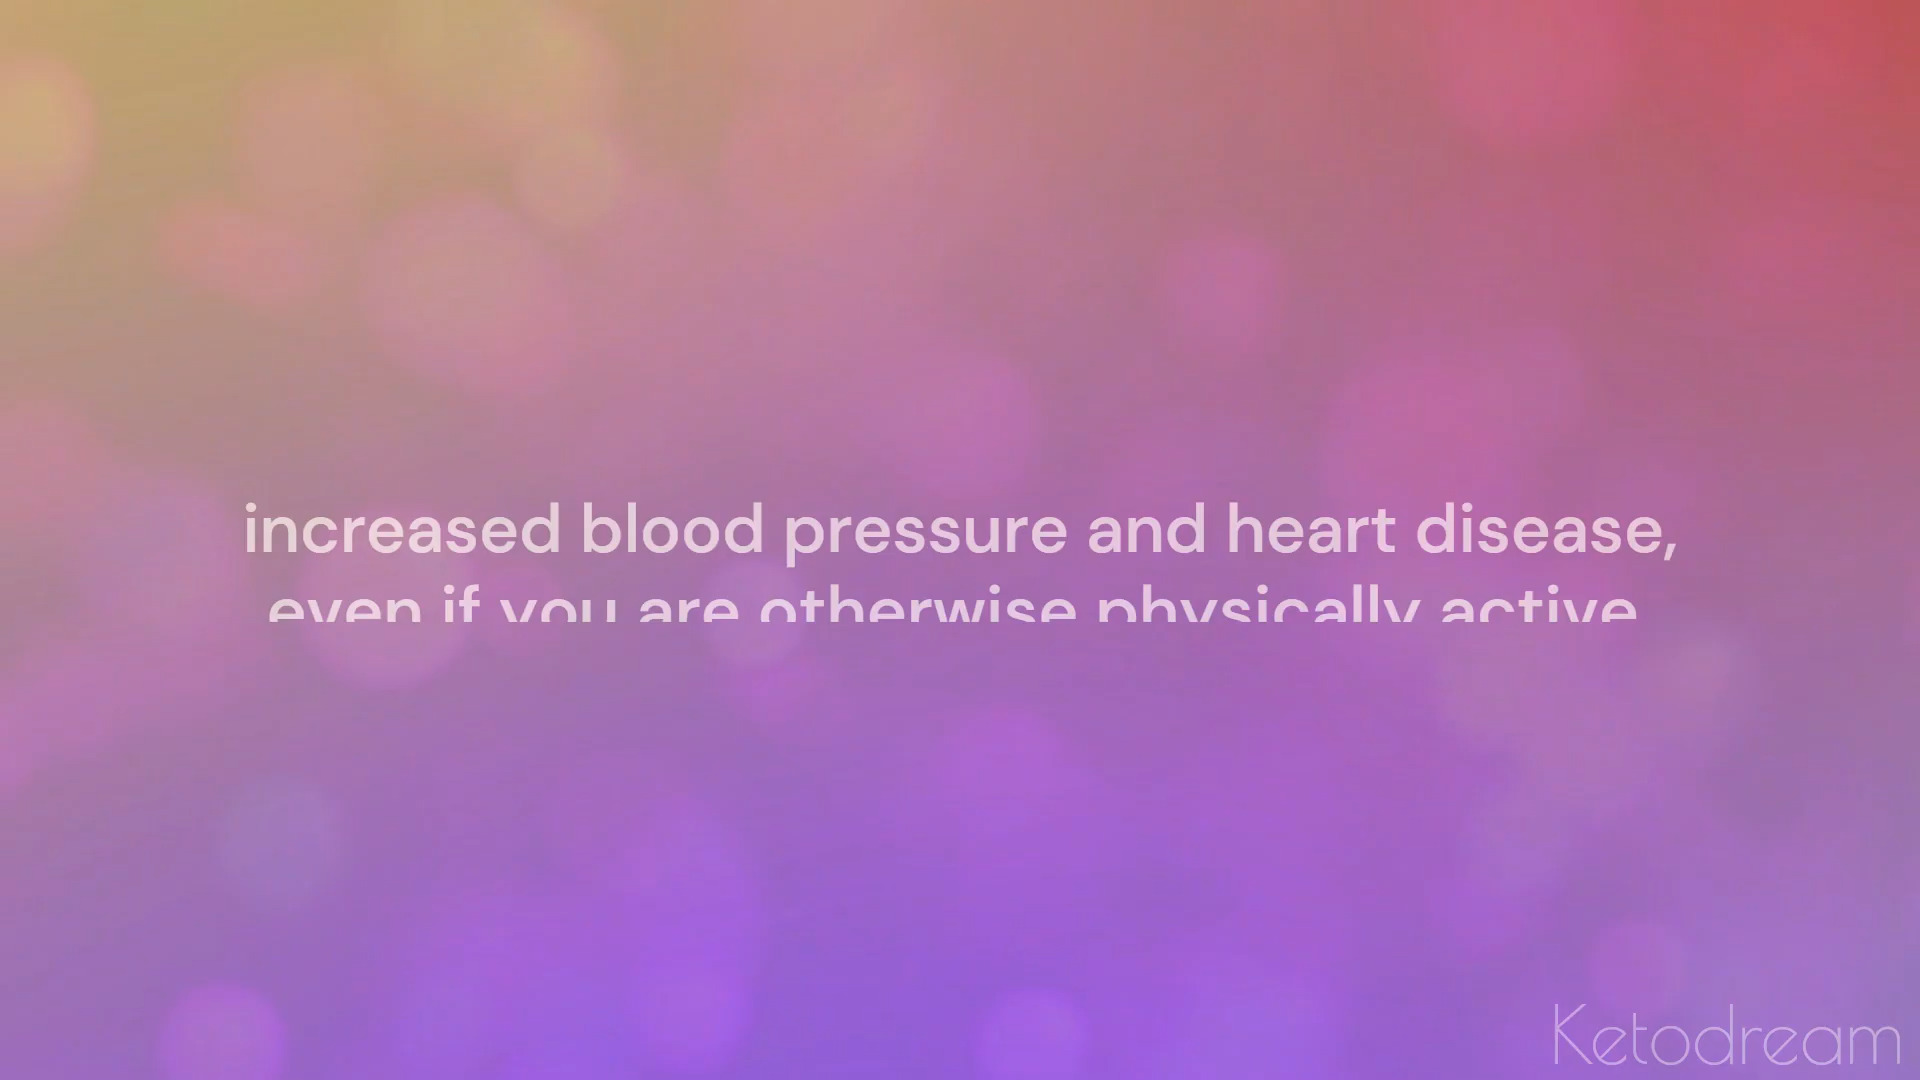 increased blood pressure and heart disease,
even if you are otherwise physically active
Ketodream